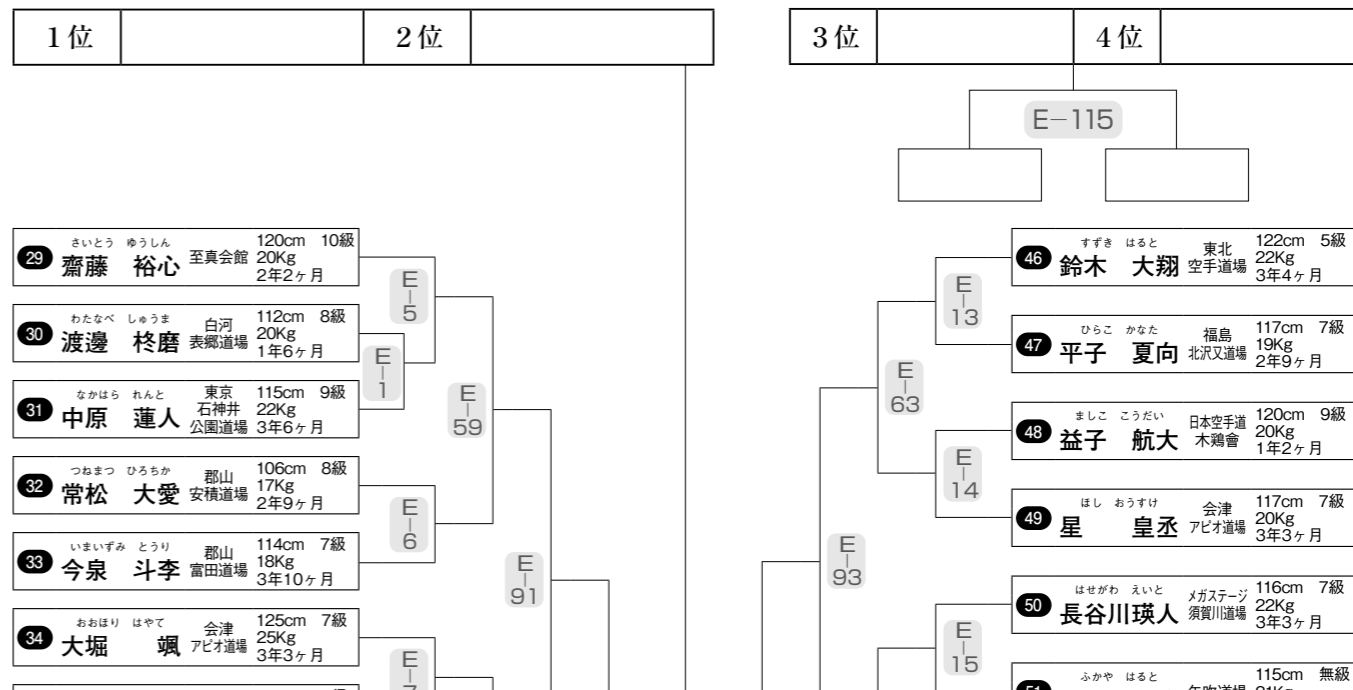 1位
2位
3位
4位
E－115
29
さいとう ゆうしん
齋藤 裕心
至真会館
120cm 10級
20Kg
2年2ヶ月
30
わたなべ しゅうま
渡邊 柊磨
白河
表郷道場
112cm 8級
20Kg
1年6ヶ月
31
なかはら れんと
中原 蓮人
東京
石神井
公園道場
115cm 9級
22Kg
3年6ヶ月
32
つねまつ ひろちか
常松 大愛
郡山
安積道場
106cm 8級
17Kg
2年9ヶ月
33
いまいずみ とうり
今泉 斗李
郡山
富田道場
114cm 7級
18Kg
3年10ヶ月
34
おおほり はやて
大堀 颯
会津
アピオ道場
125cm 7級
25Kg
3年3ヶ月
E－5
E－1
E－59
E－6
E－91
E－7
46
すずき はると
鈴木 大翔
東北
空手道場
122cm 5級
22Kg
3年4ヶ月
47
ひらこ かなた
平子 夏向
福島
北沢又道場
117cm 7級
19Kg
2年9ヶ月
48
ましこ こうだい
益子 航大
日本空手道
木鶏會
120cm 9級
20Kg
1年2ヶ月
49
ほし おうすけ
星 皇丞
会津
アピオ道場
117cm 7級
20Kg
3年3ヶ月
50
はせがわ えいと
長谷川瑛人
メガステージ
須賀川道場
116cm 7級
22Kg
3年3ヶ月
51
ふかや はると
115cm 無級
E－13
E－63
E－14
E－93
E－15